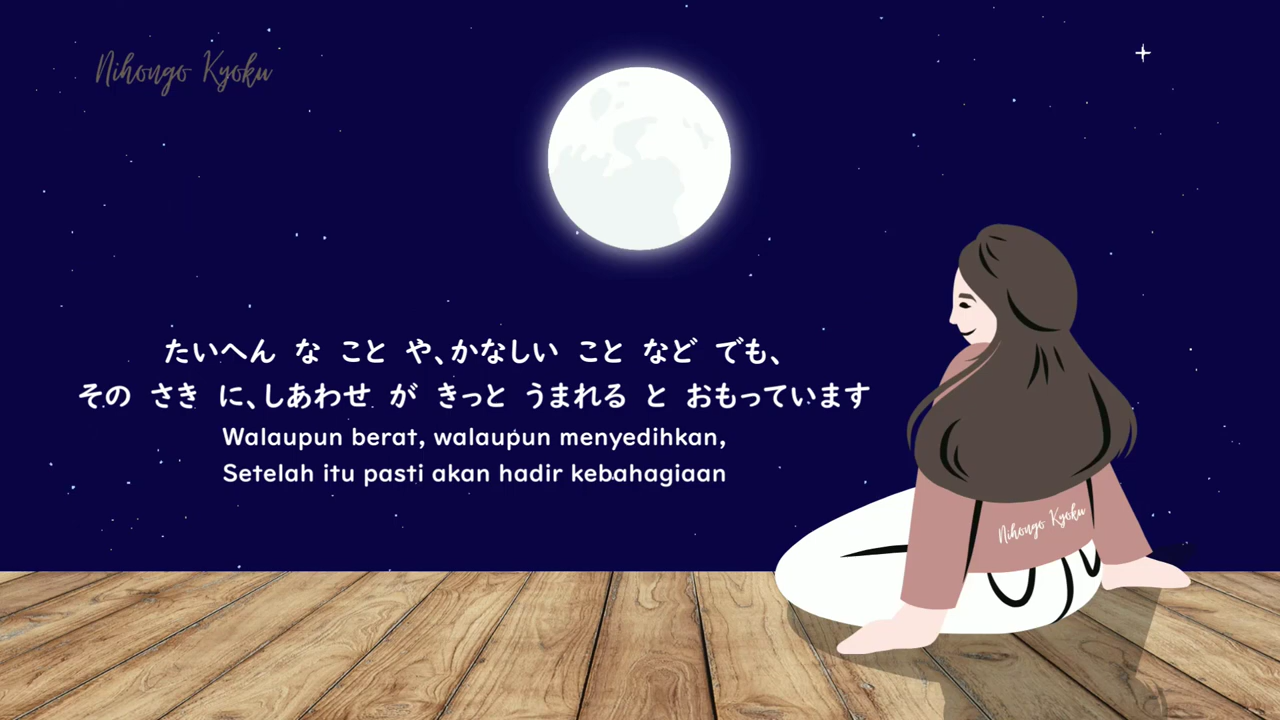 Nihongo Kyoku
たいへん な こと や、かなしい こと など でも、
その さき に、しあわせ が きっと うまれる と おもっています
Walaupun berat, walaupun menyedihkan,
Setelah itu pasti akan hadir kebahagiaan
Nihongo Kyoku